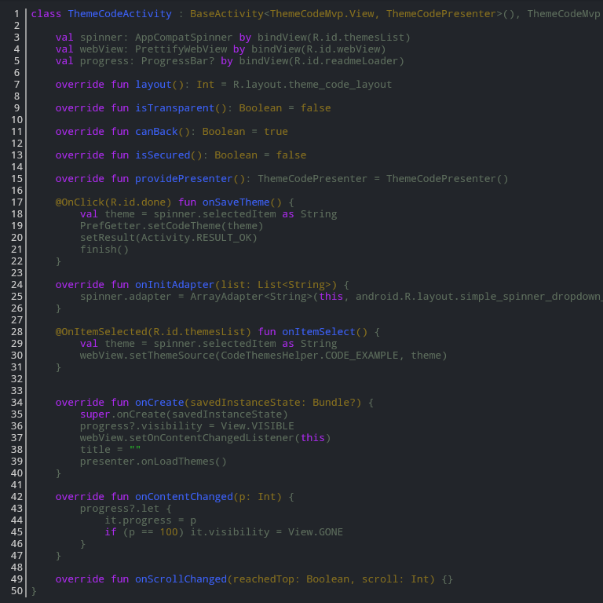 1 class ThemeCodeActivity : BaseActivity<ThemeCodeMvp.View, ThemeCodePresenter>(), ThemeCodeMvp
2
3     val spinner: AppCompatSpinner by bindView(R.id.themesList)
4     val webView: PrettifyWebView by bindView(R.id.webView)
5     val progress: ProgressBar? by bindView(R.id.readmeLoader)
6
7     override fun layout(): Int = R.layout.theme_code_layout
8
9     override fun isTransparent(): Boolean = false
10
11     override fun canBack(): Boolean = true
12
13     override fun isSecured(): Boolean = false
14
15     override fun providePresenter(): ThemeCodePresenter = ThemeCodePresenter()
16
17     @OnClick(R.id.done) fun onSaveTheme() {
18         val theme = spinner.selectedItem as String
19         PrefGetter.setCodeTheme(theme)
20         setResult(Activity.RESULT_OK)
21         finish()
22     }
23
24     override fun onInitAdapter(list: List<String>) {
25         spinner.adapter = ArrayAdapter<String>(this, android.R.layout.simple_spinner_dropdown_
26     }
27
28     @OnItemSelected(R.id.themesList) fun onItemSelect() {
29         val theme = spinner.selectedItem as String
30         webView.setThemeSource(CodeThemesHelper.CODE_EXAMPLE, theme)
31     }
32
33
34     override fun onCreate(savedInstanceState: Bundle?) {
35         super.onCreate(savedInstanceState)
36         progress?.visibility = View.VISIBLE
37         webView.setOnContentChangedListener(this)
38         title = ""
39         presenter.onLoadThemes()
40     }
41
42     override fun onContentChanged(p: Int) {
43         progress?.let {
44             it.progress = p
45             if (p == 100) it.visibility = View.GONE
46         }
47     }
48
49     override fun onScrollChanged(reachedTop: Boolean, scroll: Int) {}
50 }